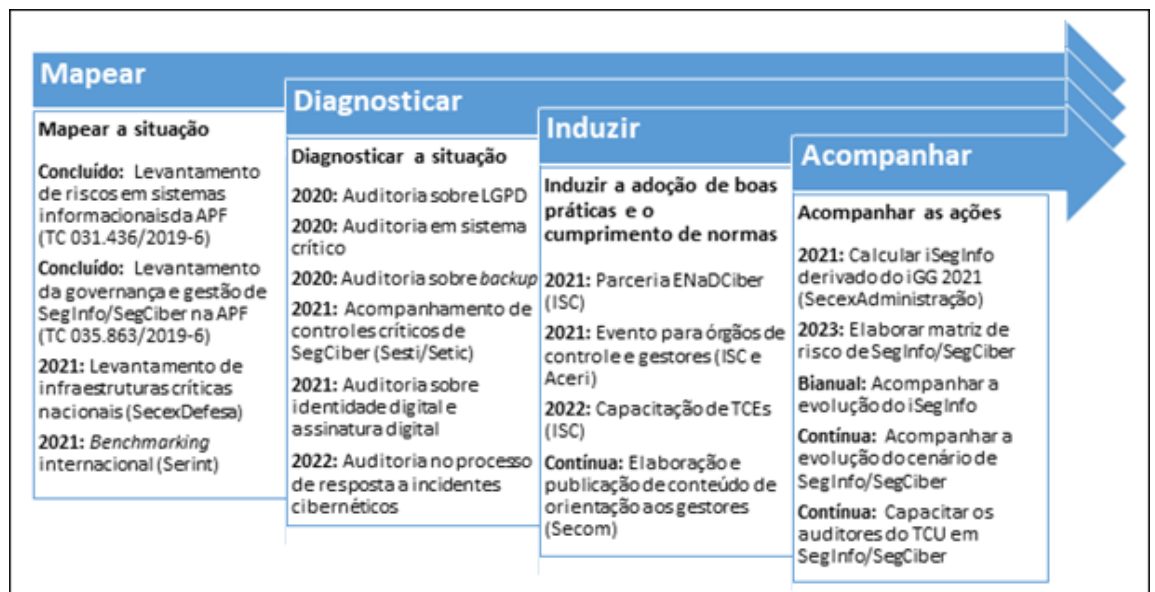 Mapear
Mapear a situação
Concluído: Levantamento
de riscos em sistemas
informacionais da APF
(TC 031.436/2019-6)
Concluído: Levantamento
da governança e gestão de
SegInfo/SegCiber na APF
(TC 035.863/2019-6)
2021: Levantamento de
infraestruturas críticas
nacionais (SecexDefesa)
2021: Benchmarking
internacional (Serint)
Diagnosticar
Diagnosticar a situação
2020: Auditoria sobre LGPD
2020: Auditoria em sistema
crítico
2020: Auditoria sobre backup
2021: Acompanhamento de
controles críticos de
SegCiber (Sesti/Setic)
2021: Auditoria sobre
identidade digital e
assinatura digital
2022: Auditoria no processo
de resposta a incidentes
cibernéticos
Induzir
Induzir a adoção de boas
práticas e o
cumprimento de normas
2021: Parceria ENaDCiber
(ISC)
2021: Evento para órgãos de
controle e gestores (ISC e
Aceri)
2022: Capacitação de TCEs
(ISC)
Contínua: Elaboração e
publicação de conteúdo de
orientação aos gestores
(Secom)
Acompanhar
Acompanhar as ações
2021: Calcular iSegInfo
derivado do iGG 2021
(SecexAdministração)
2023: Elaborar matriz de
risco de SegInfo/SegCiber
Bianual: Acompanhar a
evolução do iSegInfo
Contínua: Acompanhar a
evolução do cenário de
SegInfo/SegCiber
Contínua: Capacitar os
auditores do TCU em
SegInfo/SegCiber